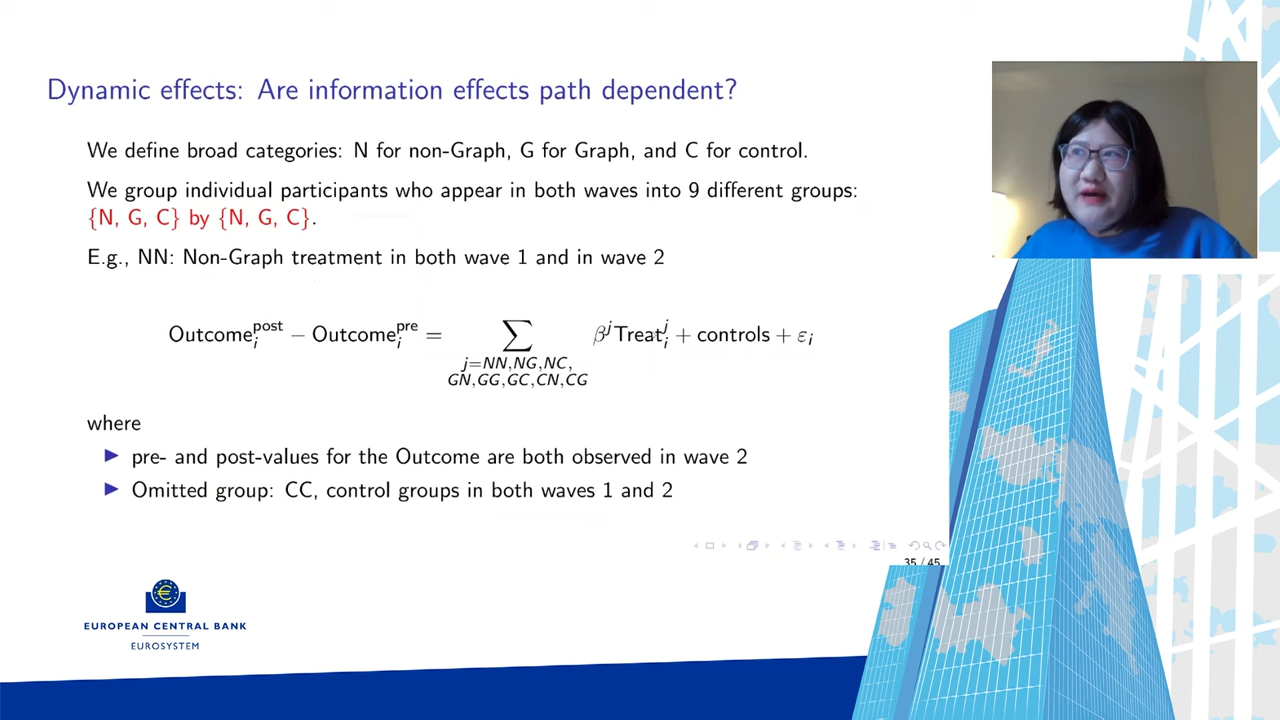 Dynamic effects: Are information effects path dependent?
We define broad categories: N for non-Graph, G for Graph, and C for control.
We group individual participants who appear in both waves into 9 different groups:
{N, G, C} by {N, G, C}.
E.g., NN: Non-Graph treatment in both wave 1 and in wave 2
Outcome_i^post − Outcome_i^pre = ∑_{j=NN,NG,NC, GN,GG,GC,CN,CG} β^j Treat_i^j + controls + ε_i
where
▶ pre- and post-values for the Outcome are both observed in wave 2
▶ Omitted group: CC, control groups in both waves 1 and 2
35 / 45
EUROPEAN CENTRAL BANK
EUROSYSTEM